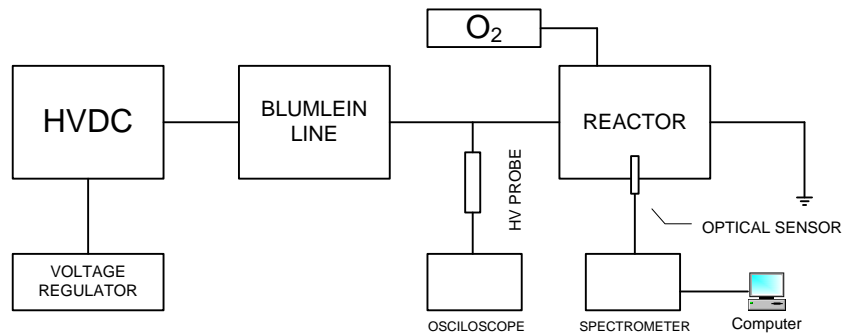 O₂
HVDC
BLUMLEIN
LINE
REACTOR
HV PROBE
OPTICAL SENSOR
VOLTAGE
REGULATOR
OSCILOSCOPE
SPECTROMETER
Computer